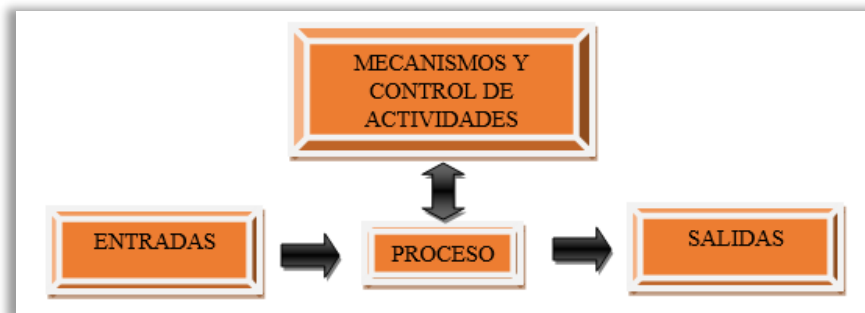 MECANISMOS Y
CONTROL DE
ACTIVIDADES
ENTRADAS
PROCESO
SALIDAS